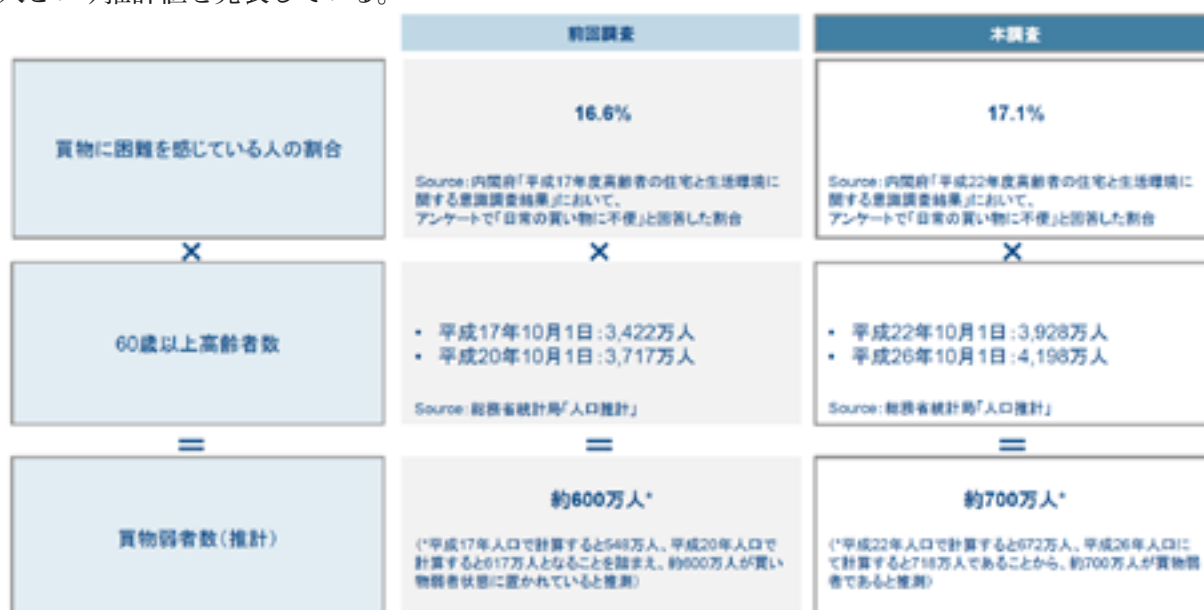 人という推計値を発表している。
前回調査
本調査
買物に困難を感じている人の割合
16.6%
Source:内閣府「平成17年度高齢者の住宅と生活環境に
関する意識調査結果」において、
アンケートで「日常の買い物に不便」と回答した割合
17.1%
Source:内閣府「平成22年度高齢者の住宅と生活環境に
関する意識調査結果」において、
アンケートで「日常の買い物に不便」と回答した割合
×
×
×
60歳以上高齢者数
• 平成17年10月1日:3,422万人
• 平成20年10月1日:3,717万人
Source:総務省統計局「人口推計」
• 平成22年10月1日:3,928万人
• 平成26年10月1日:4,198万人
Source:総務省統計局「人口推計」
=
=
=
買物弱者数(推計)
約600万人*
(*平成17年人口で計算すると548万人、平成20年人口で
計算すると617万人となることを踏まえ、約600万人が買い
物弱者状態に置かれていると推測)
約700万人*
(*平成22年人口で計算すると672万人、平成26年人口に
て計算すると718万人であることから、約700万人が買物弱
者であると推測)